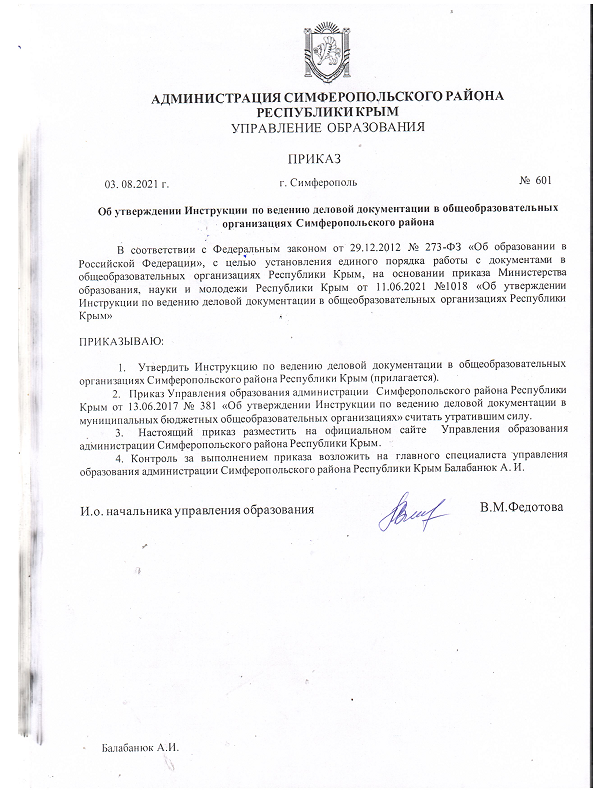 АДМИНИСТРАЦИЯ СИМФЕРОПОЛЬСКОГО РАЙОНА
РЕСПУБЛИКИ КРЫМ
УПРАВЛЕНИЕ ОБРАЗОВАНИЯ
ПРИКАЗ
03. 08.2021 г. г. Симферополь № 601
Об утверждении Инструкции по ведению деловой документации в общеобразовательных
организациях Симферопольского района
В соответствии с Федеральным законом от 29.12.2012 № 273-ФЗ «Об образовании в
Российской Федерации», с целью установления единого порядка работы с документами в
общеобразовательных организациях Республики Крым, на основании приказа Министерства
образования, науки и молодежи Республики Крым от 11.06.2021 №1018 «Об утверждении
Инструкции по ведению деловой документации в общеобразовательных организациях Республики
Крым»
ПРИКАЗЫВАЮ:
1. Утвердить Инструкцию по ведению деловой документации в общеобразовательных
организациях Симферопольского района Республики Крым (прилагается).
2. Приказ Управления образования администрации Симферопольского района Республики
Крым от 13.06.2017 № 381 «Об утверждении Инструкции по ведению деловой документации в
муниципальных бюджетных общеобразовательных организациях» считать утратившим силу.
3. Настоящий приказ разместить на официальном сайте Управления образования
администрации Симферопольского района Республики Крым.
4. Контроль за выполнением приказа возложить на главного специалиста управления
образования администрации Симферопольского района Республики Крым Балабанюк А. И.
И.о. начальника управления образования В.М.Федотова
Балабанюк А.И.